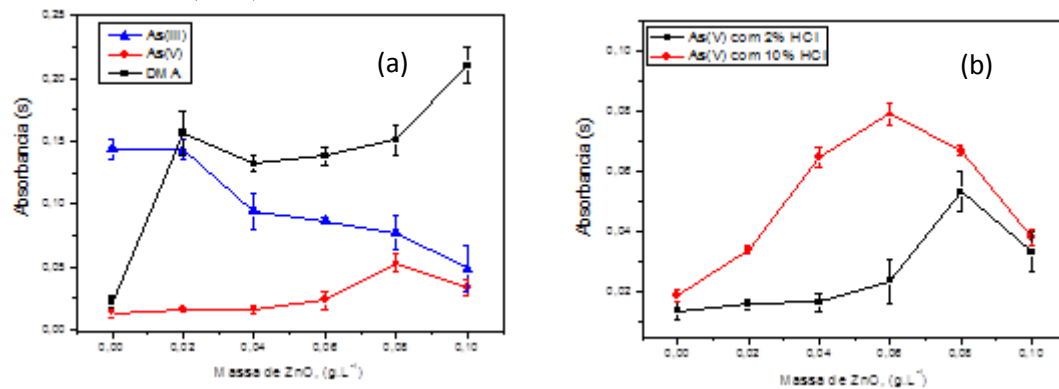 0,25
0,20
0,15
0,10
0,05
0,00
Absorbancia (s)
As(III)
As(V)
DMA
(a)
0,00 0,02 0,04 0,06 0,08 0,10
Massa de ZnO, (g.L⁻¹)
0,10
0,08
0,06
0,04
0,02
Absorbancia (s)
As(V) com 2% HCl
As(V) com 10% HCl
(b)
0,00 0,02 0,04 0,06 0,08 0,10
Massa de ZnO, (g.L⁻¹)